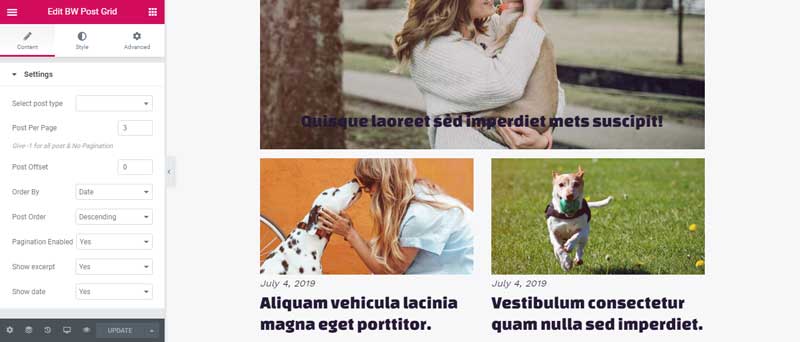 Edit BW Post Grid
Content Style Advanced
Settings
Select post type
Post Per Page 3
Give -1 for all post & No Pagination
Post Offset 0
Order By Date
Post Order Descending
Pagination Enabled Yes
Show excerpt Yes
Show date Yes
UPDATE
Quisque laoreet sed imperdiet mets suscipit!
July 4, 2019
Aliquam vehicula lacinia
magna eget porttitor.
July 4, 2019
Vestibulum consectetur
quam nulla sed imperdiet.